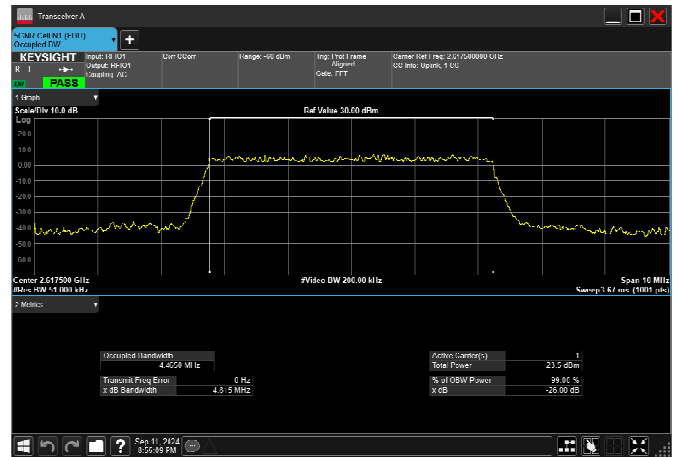 Transceiver A
5GNR Cell N1 (FDD)
Occupied BW
+
KEYSIGHT
R L
PASS
Input: RFIO1
Output: RFIO1
Coupling: AC
Corr CCorr
Range: -60 dBm
Trig: Prot Frame
Aligned
Gate: FFT
Carrier Ref Freq: 2.617500000 GHz
CC Info: Uplink, 1 CC
1 Graph
Scale/Div 10.0 dB
Ref Value 30.00 dBm
Log
20.0
10.0
0.00
-10.0
-20.0
-30.0
-40.0
-50.0
-60.0
Center 2.617500 GHz
#Video BW 200.00 kHz
Span 10 MHz
#Res BW 51.000 kHz
Sweep 3.67 ms (1001 pts)
2 Metrics
Occupied Bandwidth
4.4650 MHz
Transmit Freq Error 0 Hz
x dB Bandwidth 4.815 MHz
Active Carrier(s) 1
Total Power 23.5 dBm
% of OBW Power 99.00 %
x dB -26.00 dB
?
Sep 11, 2024
8:55:09 PM